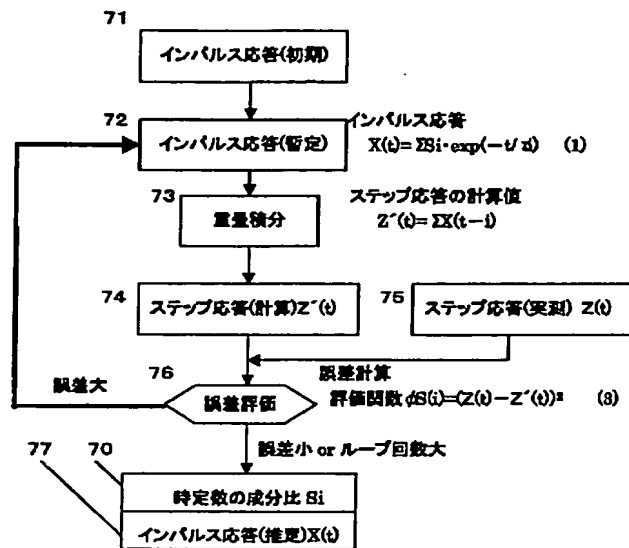 71
インパルス応答(初期)
72
インパルス応答
インパルス応答(暫定)
X(t)=ΣSi·exp(-t/τi) (1)
73
ステップ応答の計算値
重畳積分
Z´(t)=ΣX(t-i)
74
75
ステップ応答(計算)Z´(t)
ステップ応答(実測) Z(t)
誤差大
76
誤差計算
誤差評価
評価関数 φS(i)=(Z(t)-Z´(t))² (3)
誤差小 or ループ回数大
77
70
時定数の成分比 Si
インパルス応答(推定)X(t)